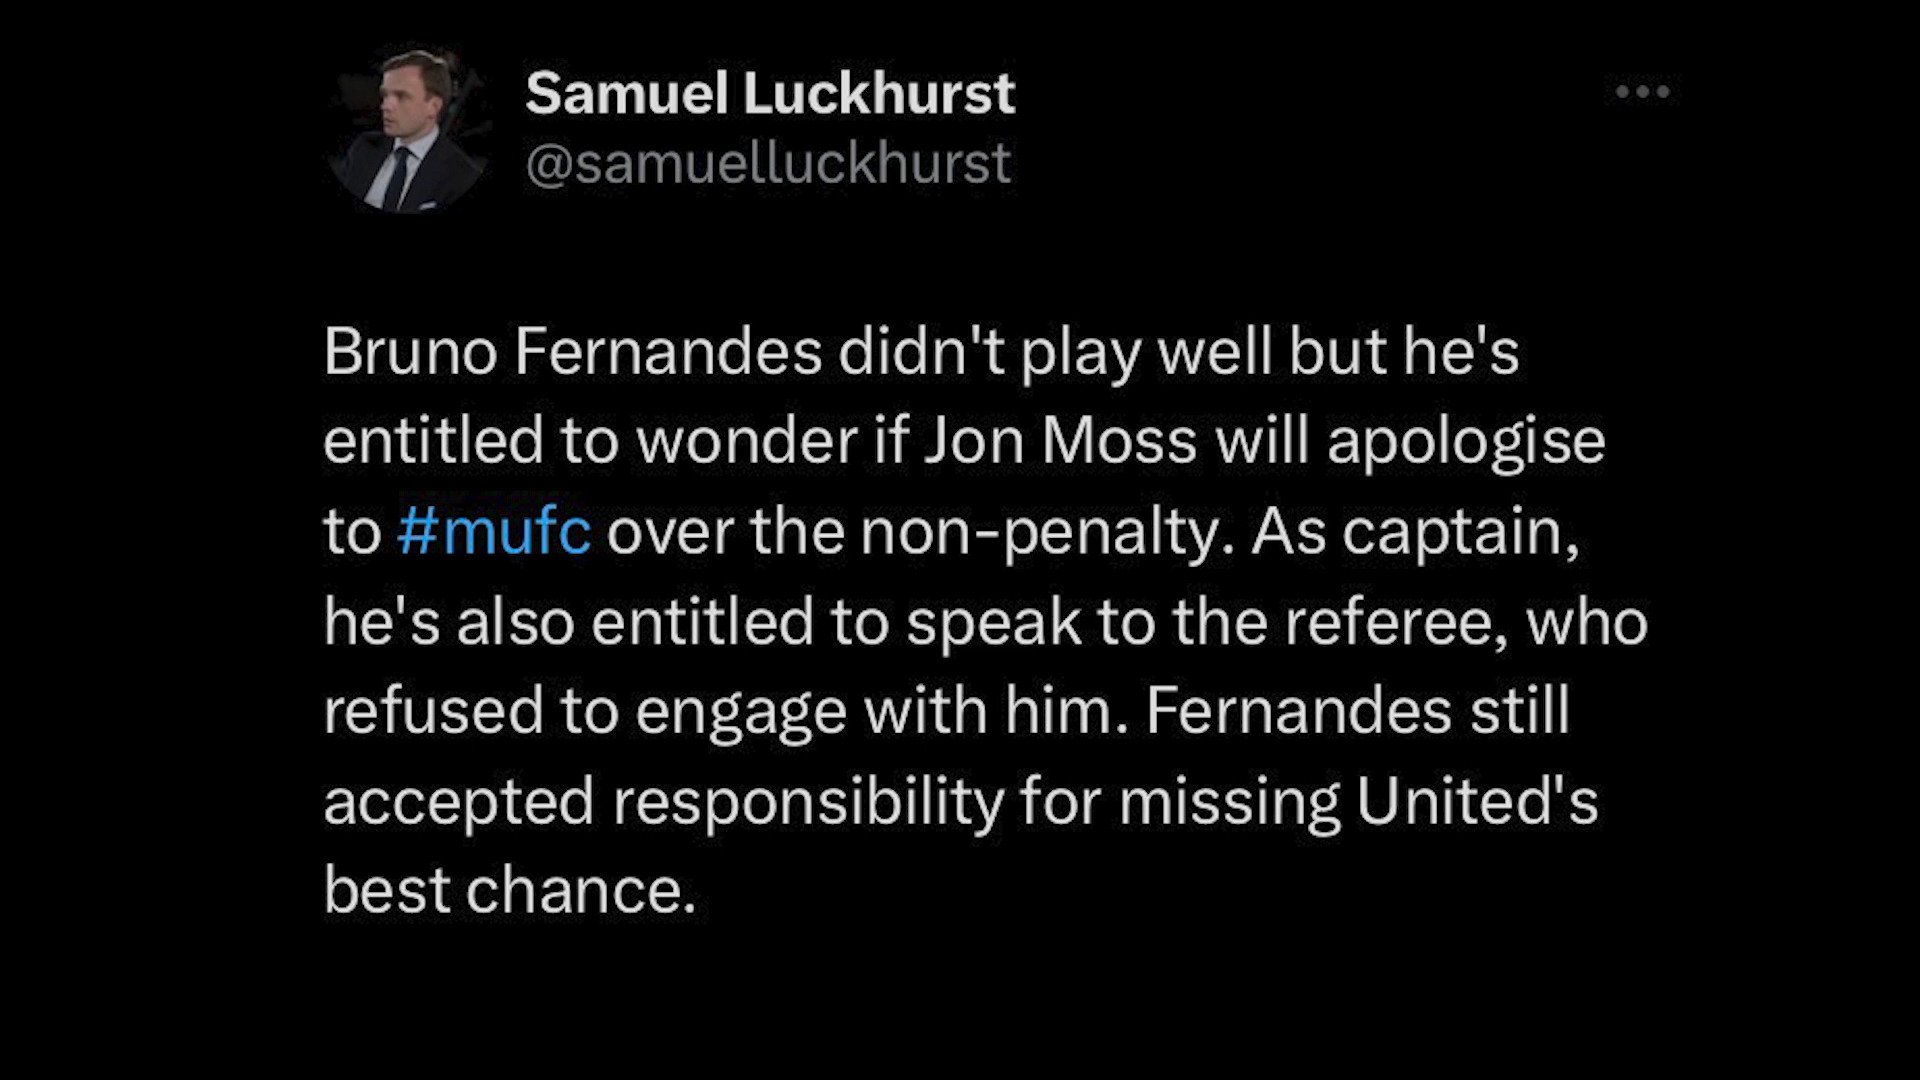 Samuel Luckhurst
@samuelluckhurst
Bruno Fernandes didn't play well but he's
entitled to wonder if Jon Moss will apologise
to #mufc over the non-penalty. As captain,
he's also entitled to speak to the referee, who
refused to engage with him. Fernandes still
accepted responsibility for missing United's
best chance.